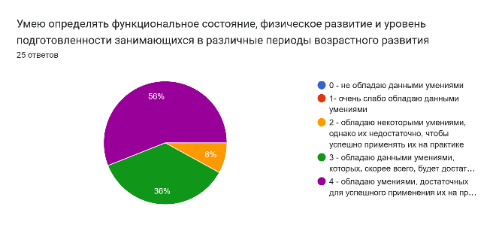 Умею определять функциональное состояние, физическое развитие и уровень
подготовленности занимающихся в различные периоды возрастного развития
25 ответов
56%
8%
36%
0 - не обладаю данными умениями
1- очень слабо обладаю данными
умениями
2 - обладаю некоторыми умениями,
однако их недостаточно, чтобы
успешно применять их на практике
3 - обладаю данными умениями,
которых, скорее всего, будет достат…
4 - обладаю умениями, достаточных
для успешного применения их на пр…